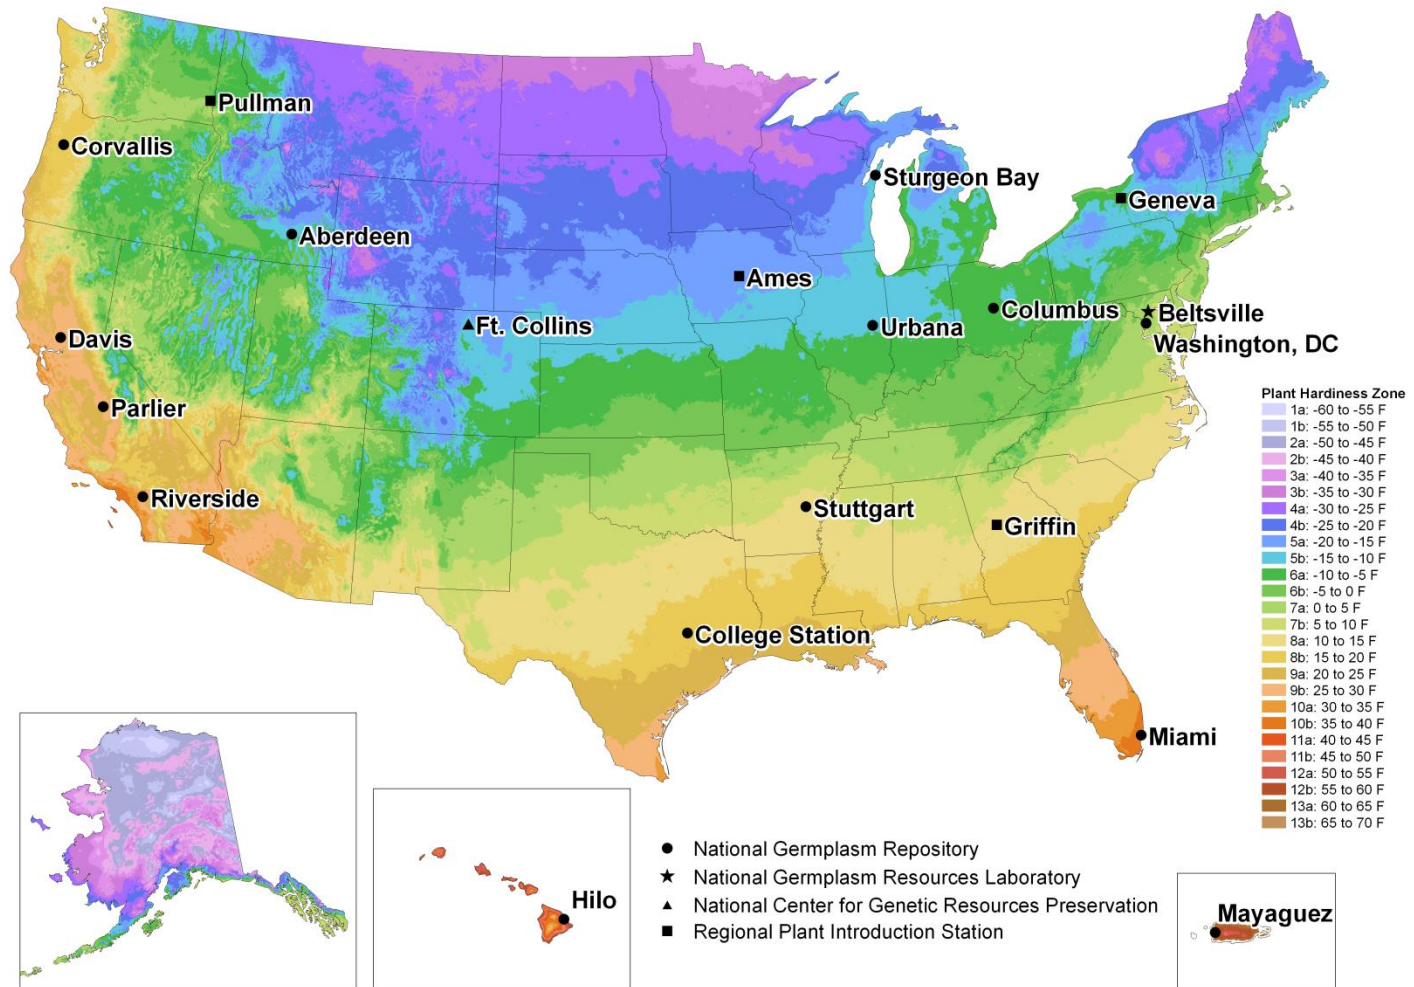 Pullman
Corvallis
Sturgeon Bay
Geneva
Aberdeen
Ames
Ft. Collins
Urbana
Columbus
Beltsville
Washington, DC
Davis
Parlier
Riverside
Stuttgart
Griffin
College Station
Miami
Plant Hardiness Zone
1a: -60 to -55 F
1b: -55 to -50 F
2a: -50 to -45 F
2b: -45 to -40 F
3a: -40 to -35 F
3b: -35 to -30 F
4a: -30 to -25 F
4b: -25 to -20 F
5a: -20 to -15 F
5b: -15 to -10 F
6a: -10 to -5 F
6b: -5 to 0 F
7a: 0 to 5 F
7b: 5 to 10 F
8a: 10 to 15 F
8b: 15 to 20 F
9a: 20 to 25 F
9b: 25 to 30 F
10a: 30 to 35 F
10b: 35 to 40 F
11a: 40 to 45 F
11b: 45 to 50 F
12a: 50 to 55 F
12b: 55 to 60 F
13a: 60 to 65 F
13b: 65 to 70 F
Hilo
National Germplasm Repository
National Germplasm Resources Laboratory
National Center for Genetic Resources Preservation
Regional Plant Introduction Station
Mayaguez